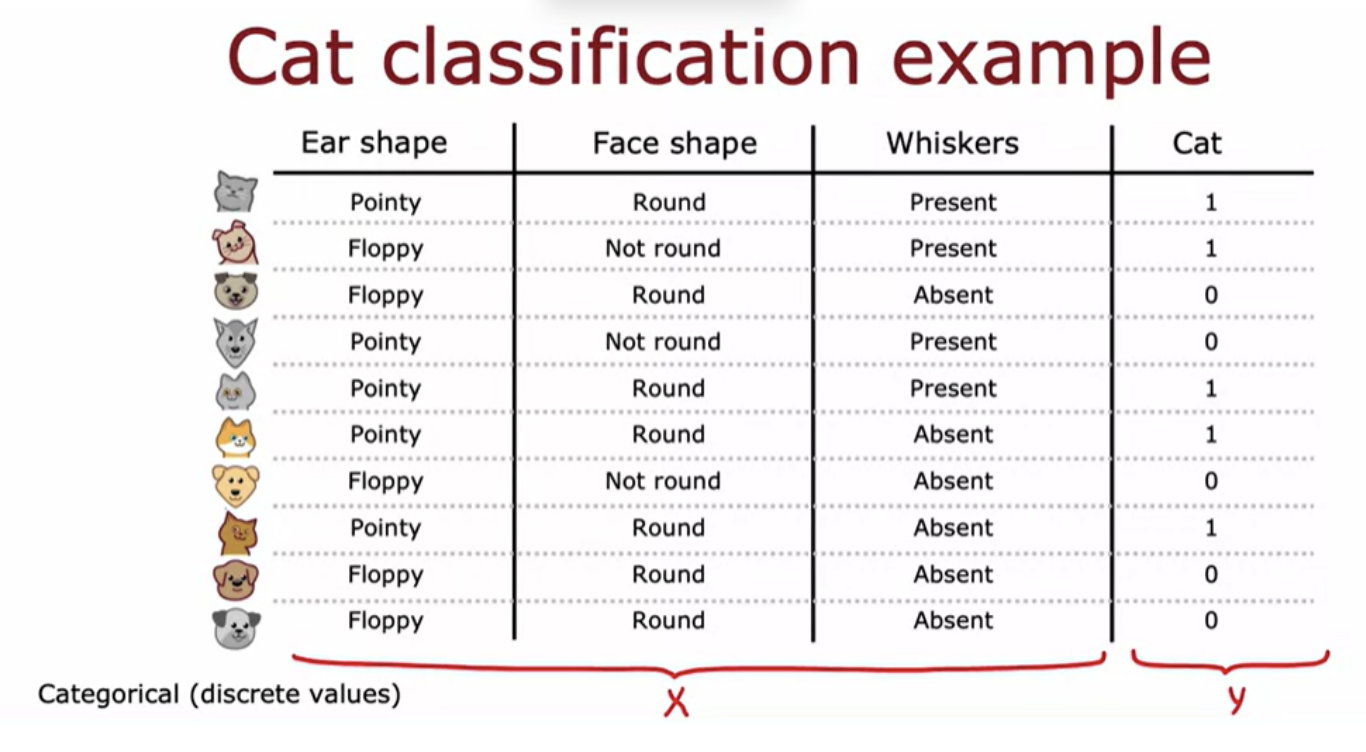 Cat classification example
Ear shape Face shape Whiskers Cat
Pointy Round Present 1
Floppy Not round Present 1
Floppy Round Absent 0
Pointy Not round Present 0
Pointy Round Present 1
Pointy Round Absent 1
Floppy Not round Absent 0
Pointy Round Absent 1
Floppy Round Absent 0
Floppy Round Absent 0
Categorical (discrete values) X y